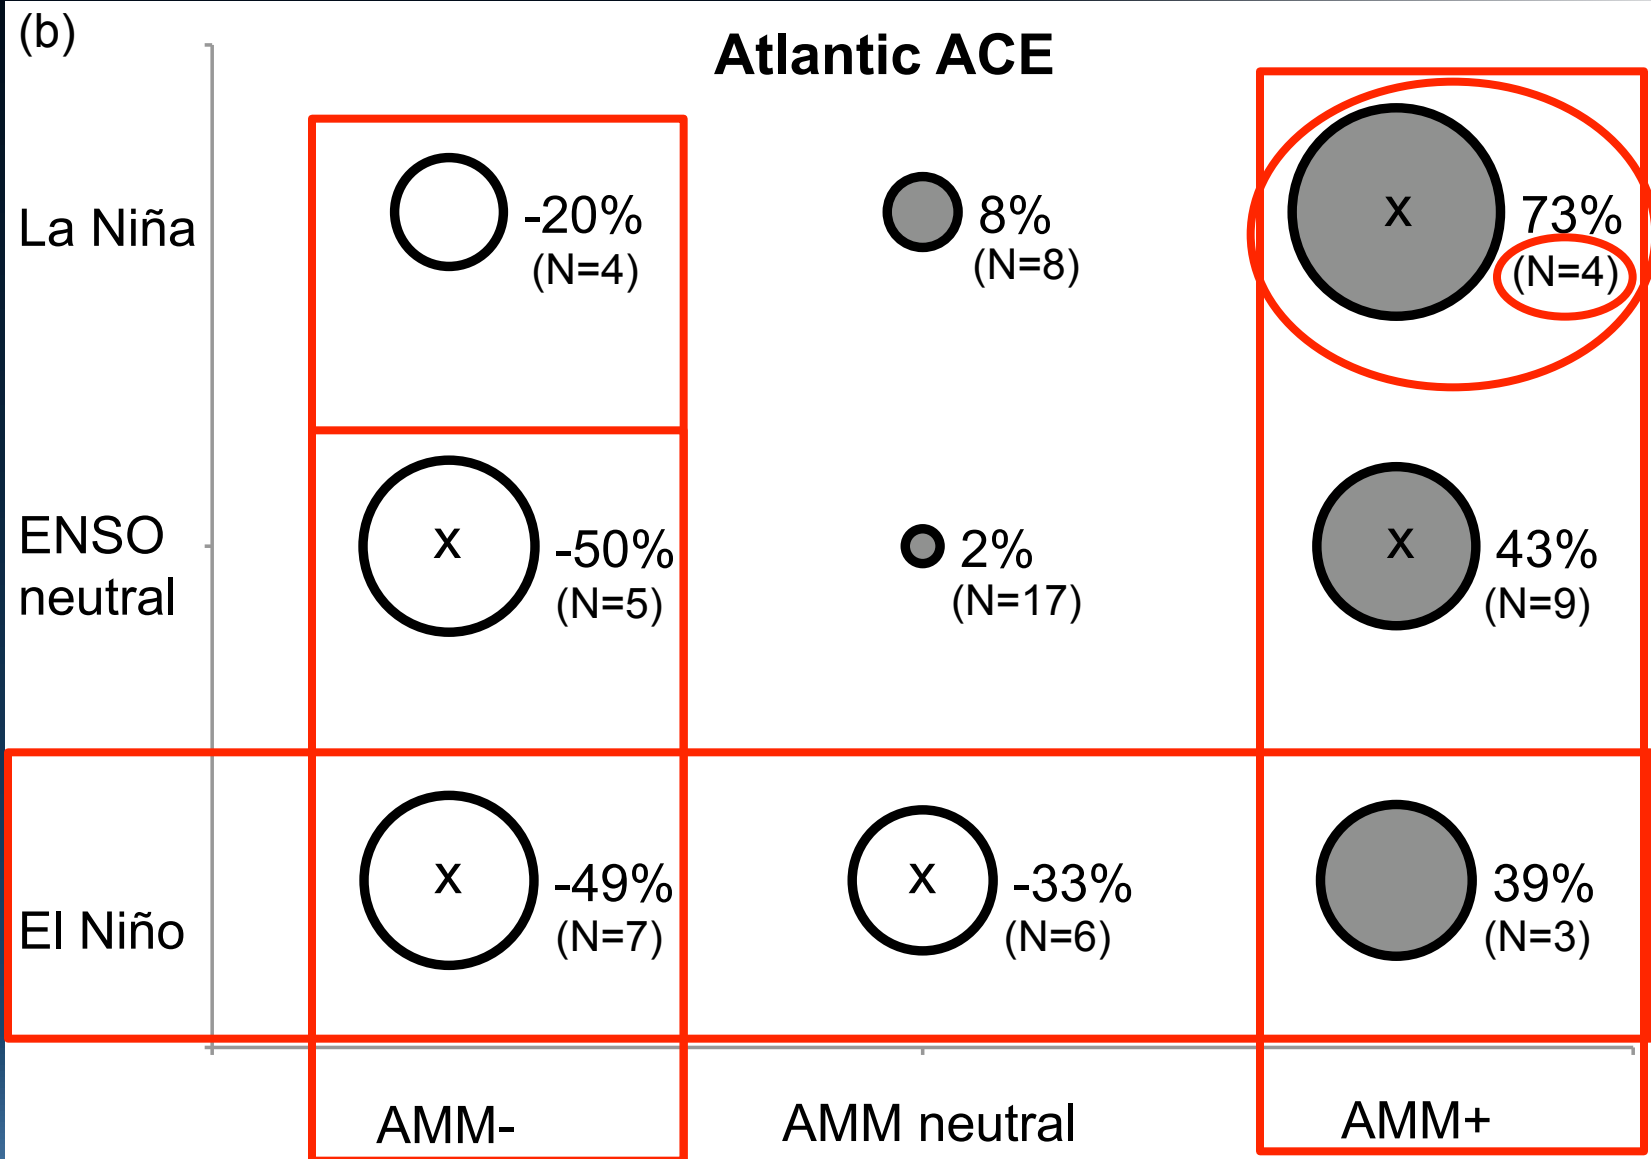 (b)
Atlantic ACE
La Niña
-20%
(N=4)
8%
(N=8)
x
73%
(N=4)
ENSO
neutral
x
-50%
(N=5)
2%
(N=17)
x
43%
(N=9)
El Niño
x
-49%
(N=7)
x
-33%
(N=6)
39%
(N=3)
AMM-
AMM neutral
AMM+